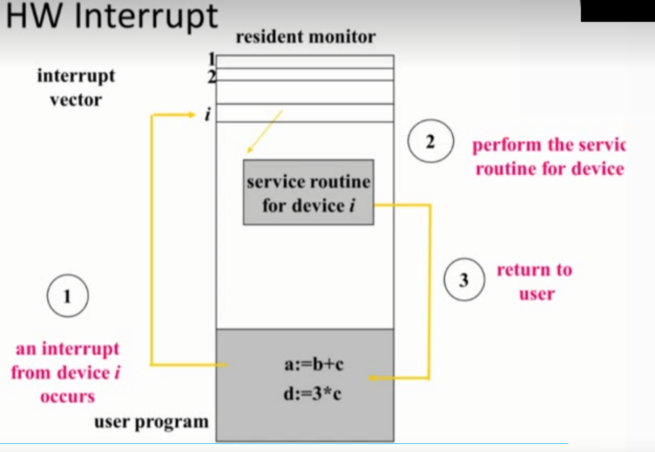 HW Interrupt
resident monitor
1
2
interrupt
vector
i
2
perform the servic
routine for device
service routine
for device i
3
return to
user
1
an interrupt
from device i
occurs
a:=b+c
d:=3*c
user program